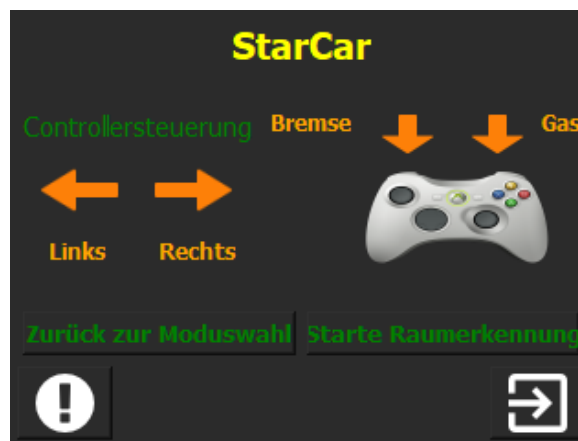 StarCar
Controllersteuerung
Bremse
Gas
Links
Rechts
Zurück zur Moduswahl
Starte Raumerkennung